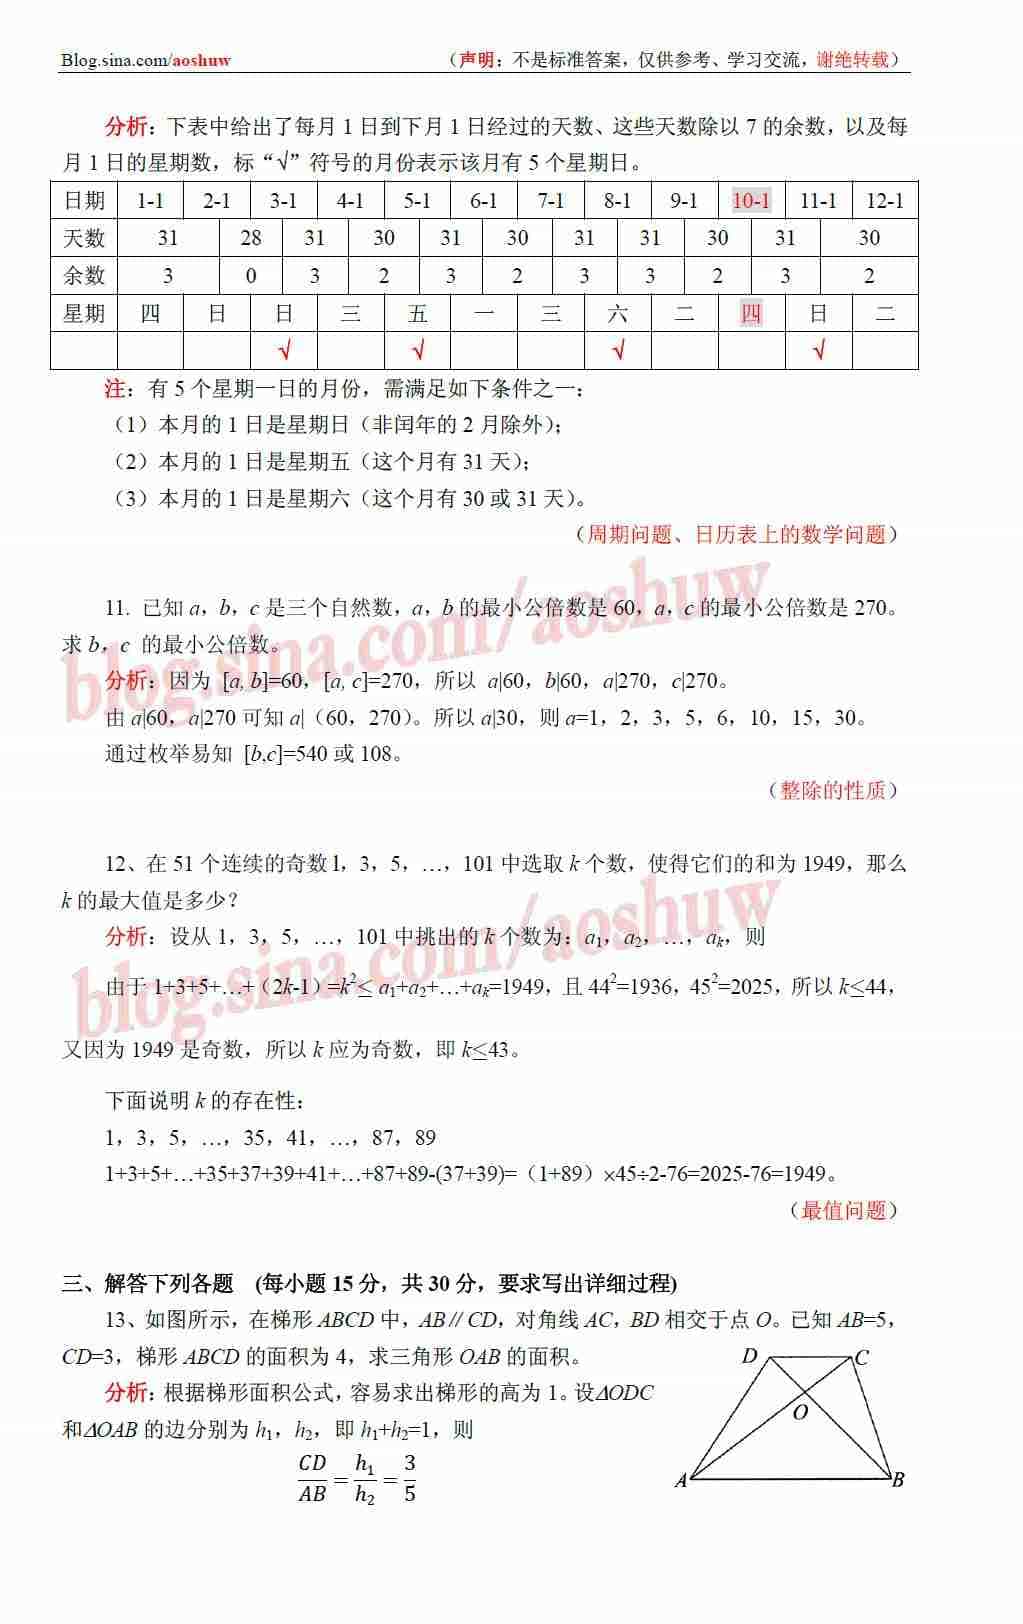 Blog.sina.com/aoshuw （声明：不是标准答案，仅供参考、学习交流，谢绝转载）
分析：下表中给出了每月 1 日到下月 1 日经过的天数、这些天数除以 7 的余数，以及每
月 1 日的星期数，标“√”符号的月份表示该月有 5 个星期日。
日期 1-1 2-1 3-1 4-1 5-1 6-1 7-1 8-1 9-1 10-1 11-1 12-1
天数 31 28 31 30 31 30 31 31 30 31 30
余数 3 0 3 2 3 2 3 3 2 3 2
星期 四 日 日 三 五 一 三 六 二 四 日 二
√ √ √ √
注：有 5 个星期一日的月份，需满足如下条件之一：
（1）本月的 1 日是星期日（非闰年的 2 月除外）；
（2）本月的 1 日是星期五（这个月有 31 天）；
（3）本月的 1 日是星期六（这个月有 30 或 31 天）。
（周期问题、日历表上的数学问题）
11. 已知 a，b，c 是三个自然数，a，b 的最小公倍数是 60，a，c 的最小公倍数是 270。
求 b，c 的最小公倍数。
blog.sina.com/aoshuw
分析：因为 [a, b]=60，[a, c]=270，所以 a|60，b|60，a|270，c|270。
由 a|60，a|270 可知 a|（60，270）。所以 a|30，则 a=1，2，3，5，6，10，15，30。
通过枚举易知 [b,c]=540 或 108。
（整除的性质）
12、在 51 个连续的奇数 1，3，5，…，101 中选取 k 个数，使得它们的和为 1949，那么
k 的最大值是多少？
blog.sina.com/aoshuw
分析：设从 1，3，5，…，101 中挑出的 k 个数为：a₁，a₂，…，aₖ，则
由于 1+3+5+…+（2k-1）=k²≤ a₁+a₂+…+aₖ=1949，且 44²=1936，45²=2025，所以 k≤44，
又因为 1949 是奇数，所以 k 应为奇数，即 k≤43。
下面说明 k 的存在性：
1，3，5，…，35，41，…，87，89
1+3+5+…+35+37+39+41+…+87+89-(37+39)=（1+89）×45÷2-76=2025-76=1949。
（最值问题）
三、解答下列各题 (每小题 15 分，共 30 分，要求写出详细过程)
13、如图所示，在梯形 ABCD 中，AB∥CD，对角线 AC，BD 相交于点 O。已知 AB=5，
CD=3，梯形 ABCD 的面积为 4，求三角形 OAB 的面积。
分析：根据梯形面积公式，容易求出梯形的高为 1。设ΔODC
和ΔOAB 的边分别为 h₁，h₂，即 h₁+h₂=1，则
CD/AB = h₁/h₂ = 3/5
D C
O
A B